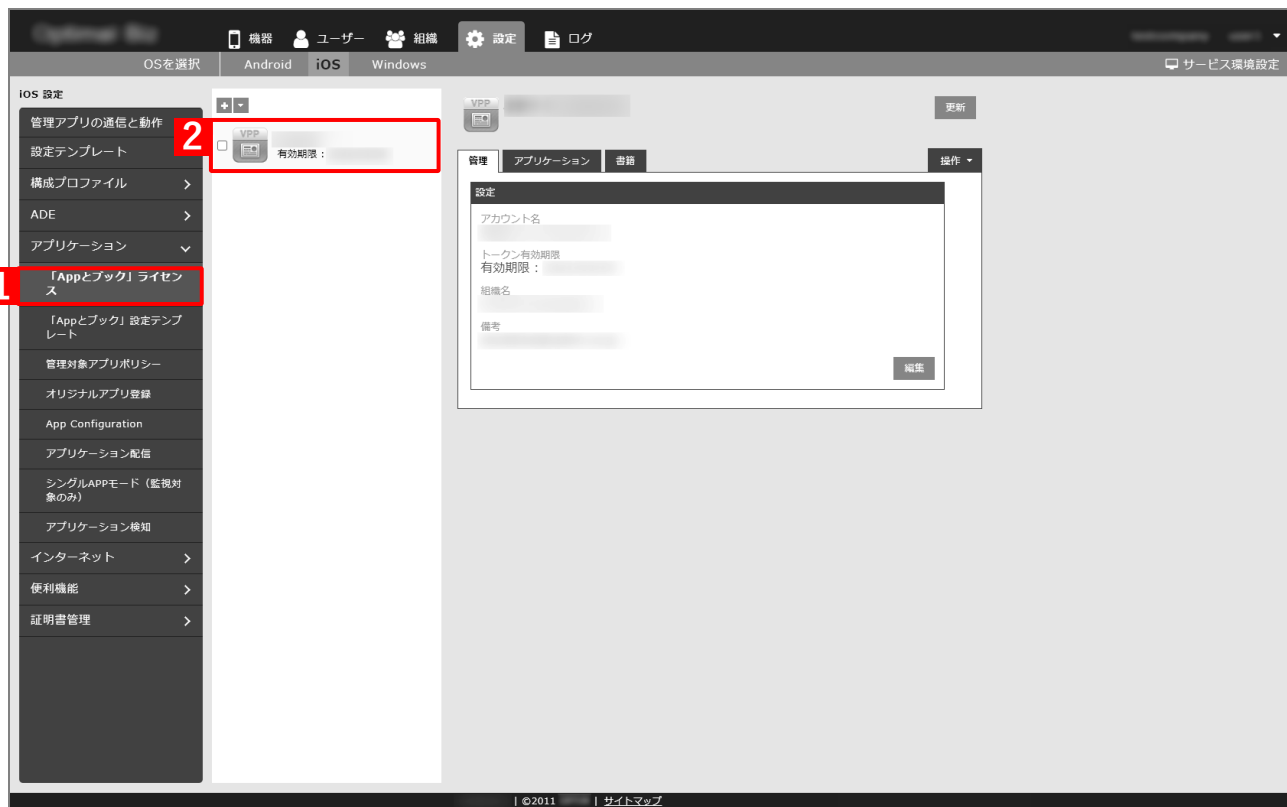 機器 ユーザー 組織 設定 ログ
OSを選択 Android iOS Windows サービス環境設定
iOS 設定
管理アプリの通信と動作
設定テンプレート
構成プロファイル
ADE
アプリケーション
「Appとブック」ライセン
ス
「Appとブック」設定テンプ
レート
管理対象アプリポリシー
オリジナルアプリ登録
App Configuration
アプリケーション配信
シングルAPPモード（監視対
象のみ）
アプリケーション検知
インターネット
便利機能
証明書管理
1
2
VPP
有効期限：
VPP
更新
管理 アプリケーション 書籍 操作
設定
アカウント名
トークン有効期限
有効期限：
組織名
備考
編集
| ©2011 | サイトマップ